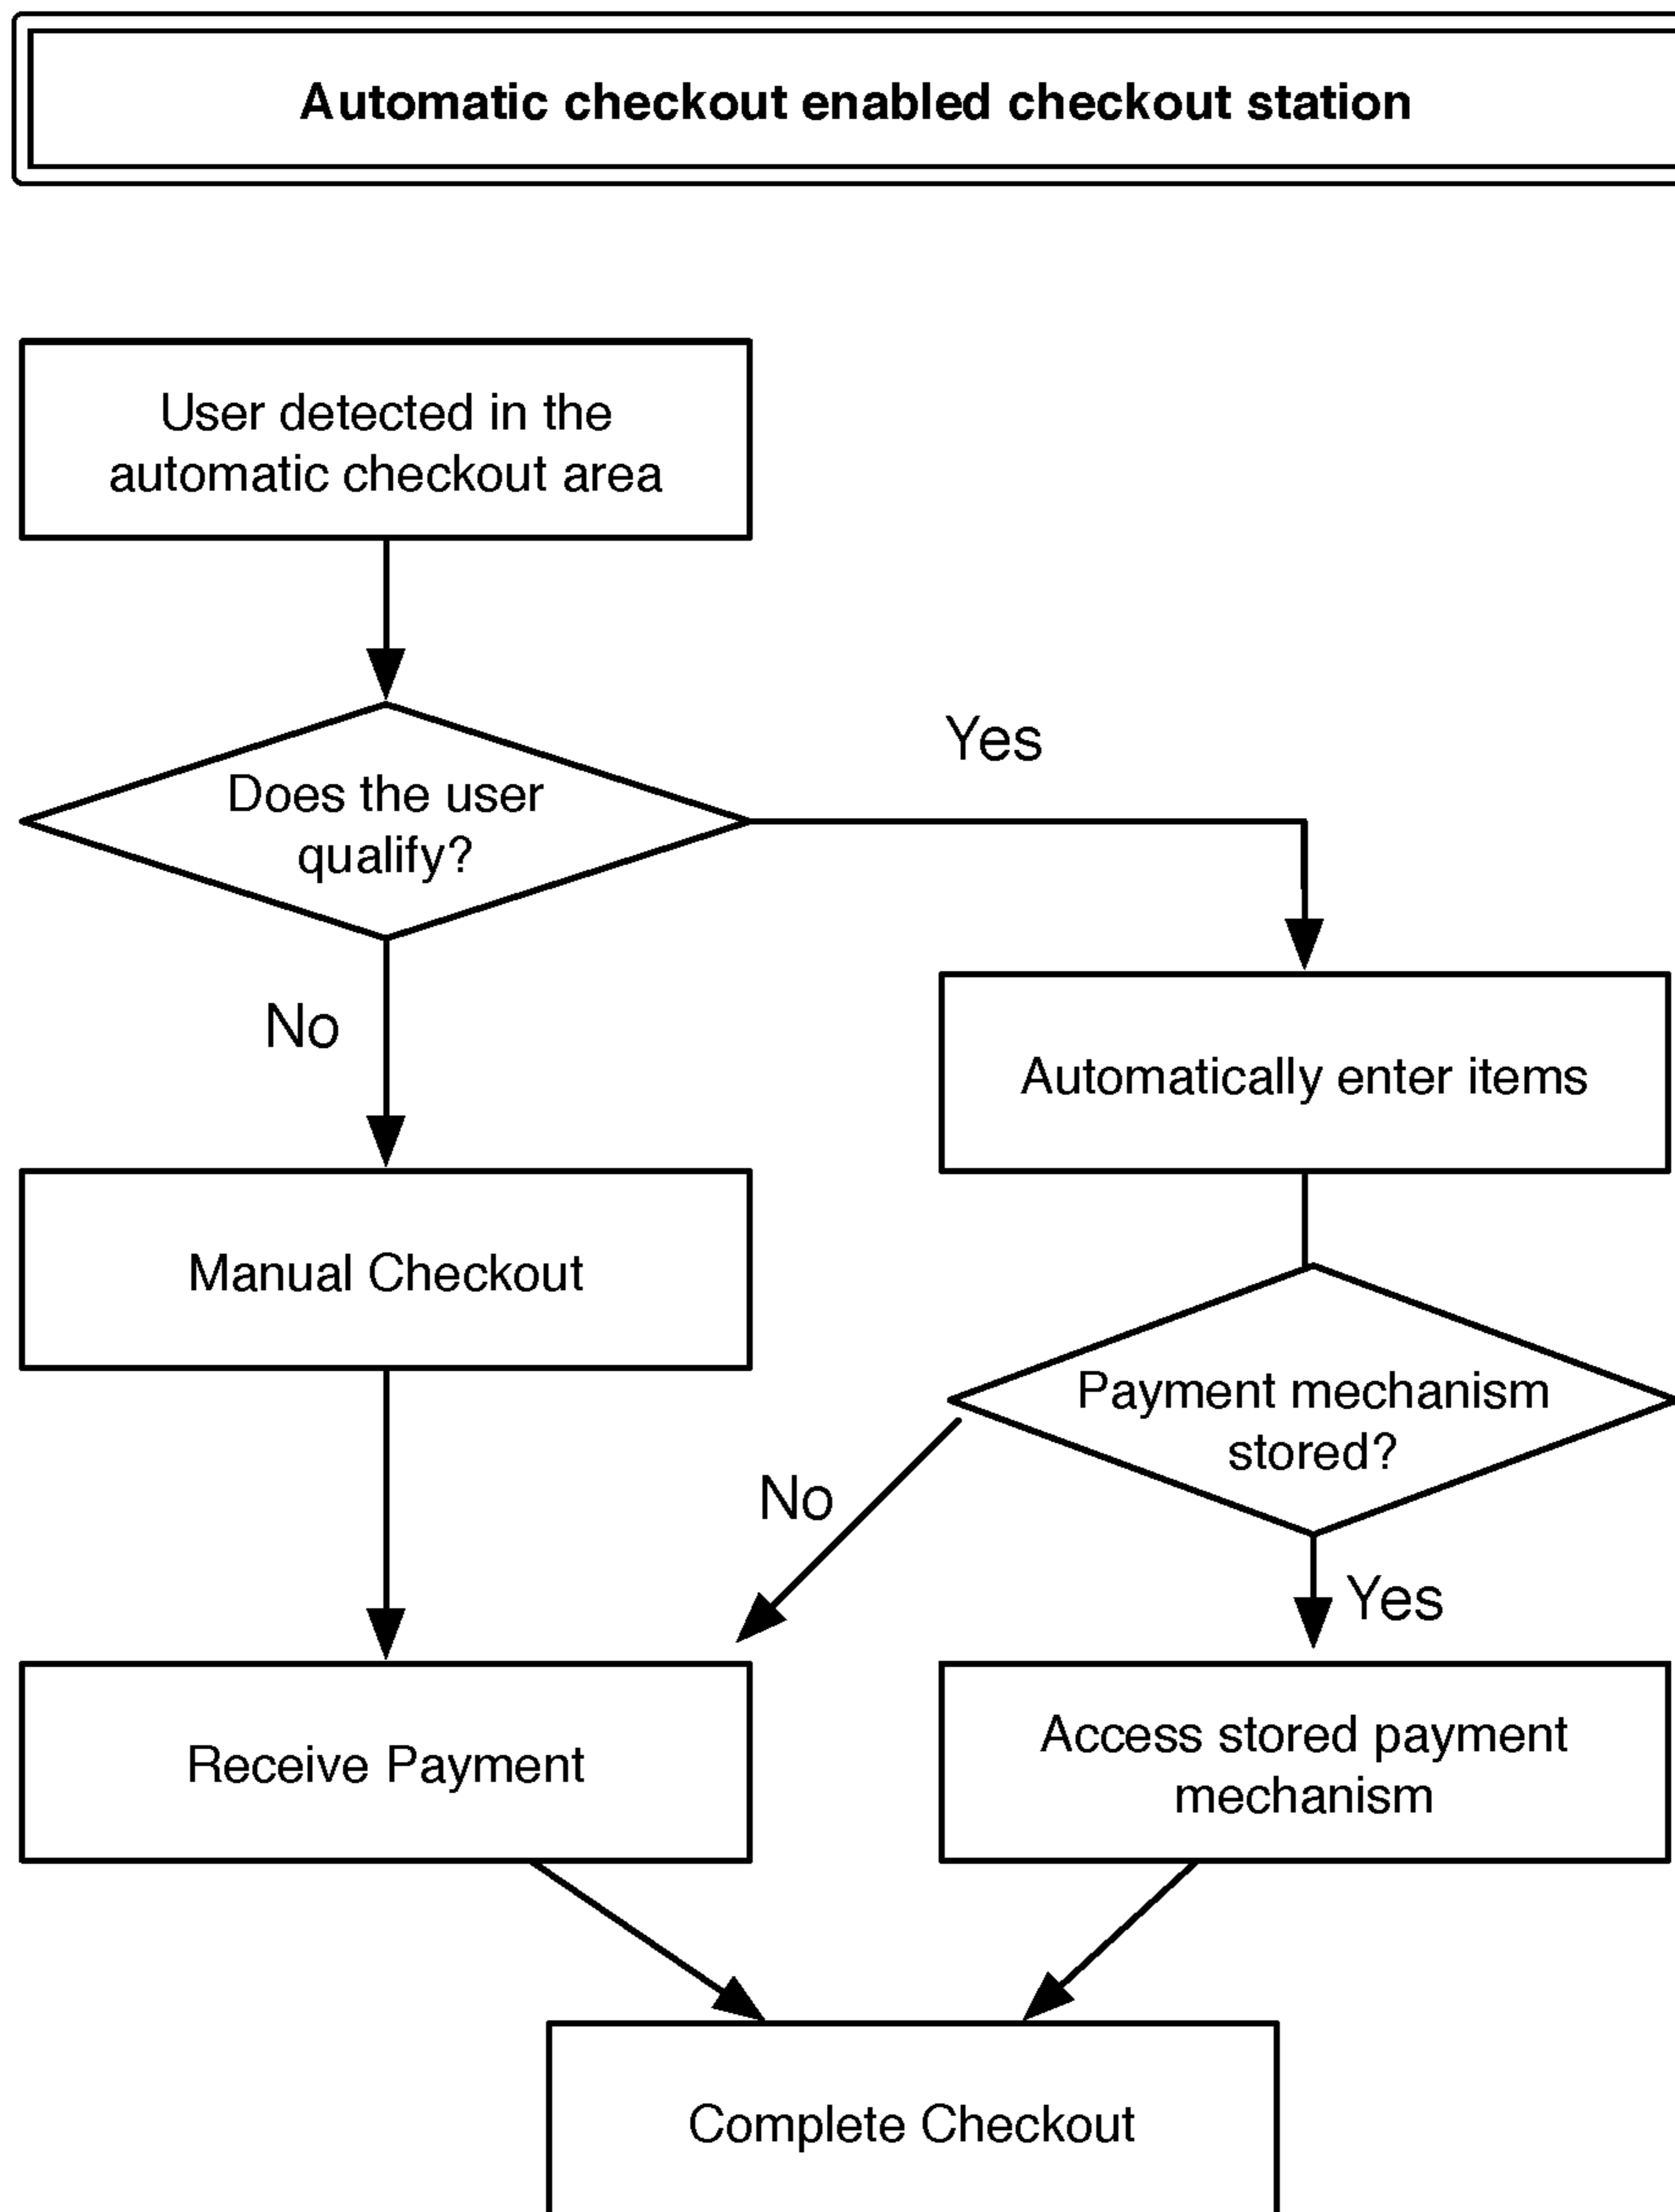 Automatic checkout enabled checkout station
User detected in the
automatic checkout area
Does the user
qualify?
Yes
No
Automatically enter items
Manual Checkout
Payment mechanism
stored?
No
Yes
Receive Payment
Access stored payment
mechanism
Complete Checkout